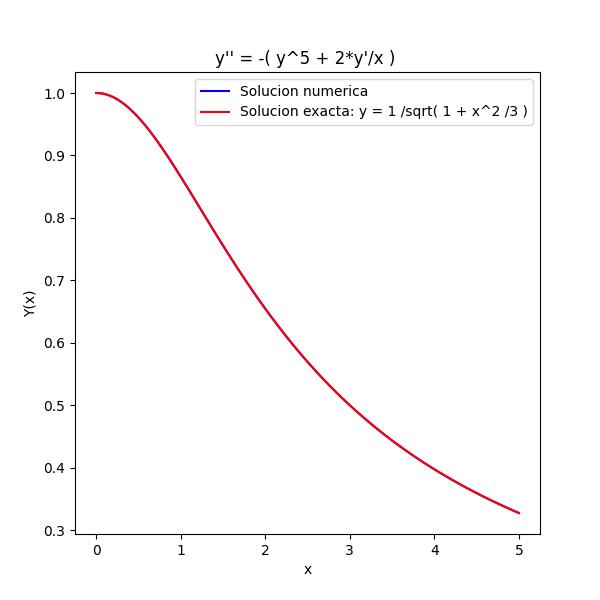 y'' = -( y^5 + 2*y'/x )
Solucion numerica
Solucion exacta: y = 1 /sqrt( 1 + x^2 /3 )
1.0
0.9
0.8
0.7
0.6
0.5
0.4
0.3
Y(x)
0 1 2 3 4 5
x